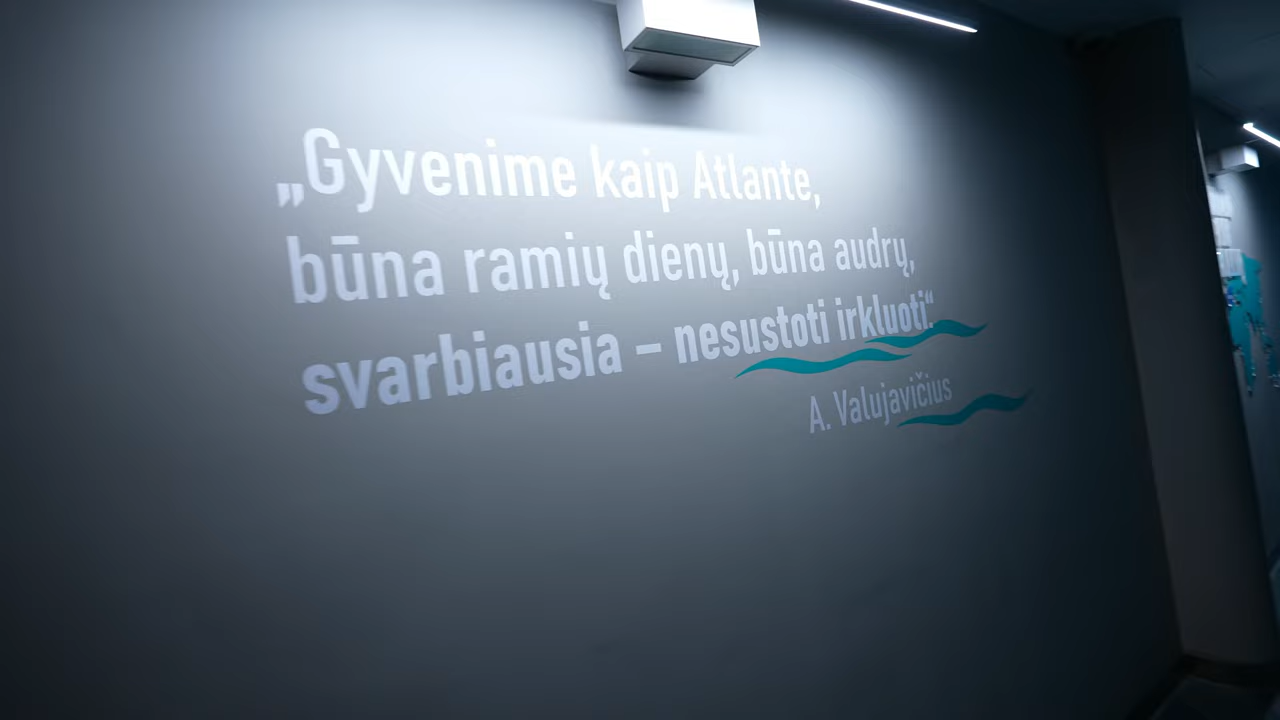 „Gyvenime kaip Atlante,
būna ramių dienų, būna audrų,
svarbiausia – nesustoti irkluoti“.
A. Valujavičius